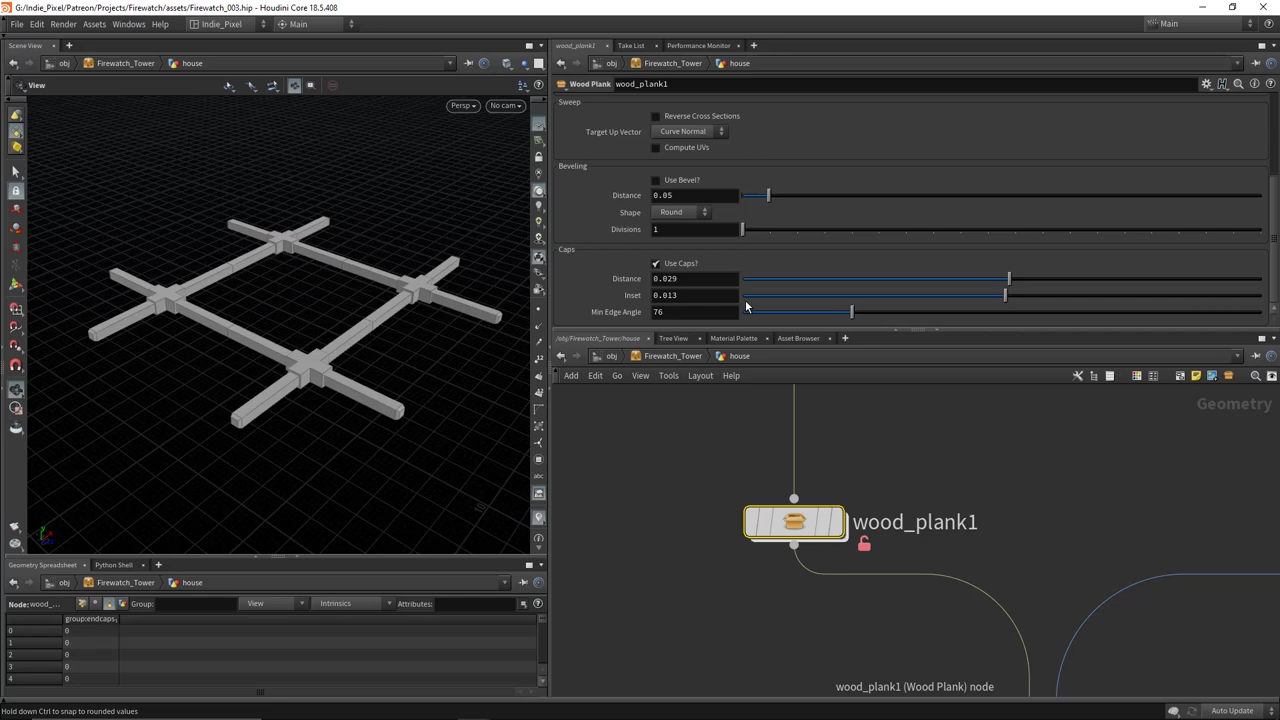 G:/Indie_Pixel/Patreon/Projects/Firewatch/assets/Firewatch_003.hip - Houdini Core 18.5.408
File Edit Render Assets Windows Help Indie_Pixel Main Main
Scene View
obj Firewatch_Tower house
View
Persp No cam
wood_plank1 Take List Performance Monitor
obj Firewatch_Tower house
Wood Plank wood_plank1
Sweep
Reverse Cross Sections
Target Up Vector Curve Normal
Compute UVs
Beveling
Use Bevel?
Distance 0.05
Shape Round
Divisions 1
Caps
Use Caps?
Distance 0.029
Inset 0.013
Min Edge Angle 76
/obj/Firewatch_Tower/house Tree View Material Palette Asset Browser
obj Firewatch_Tower house
Add Edit Go View Tools Layout Help
Geometry
wood_plank1
wood_plank1 (Wood Plank) node
Geometry Spreadsheet Python Shell
obj Firewatch_Tower house
Node: wood_... Group: View Intrinsics Attributes:
group:endcaps
0 0
1 0
2 0
3 0
4 0
Hold down Ctrl to snap to rounded values
Auto Update